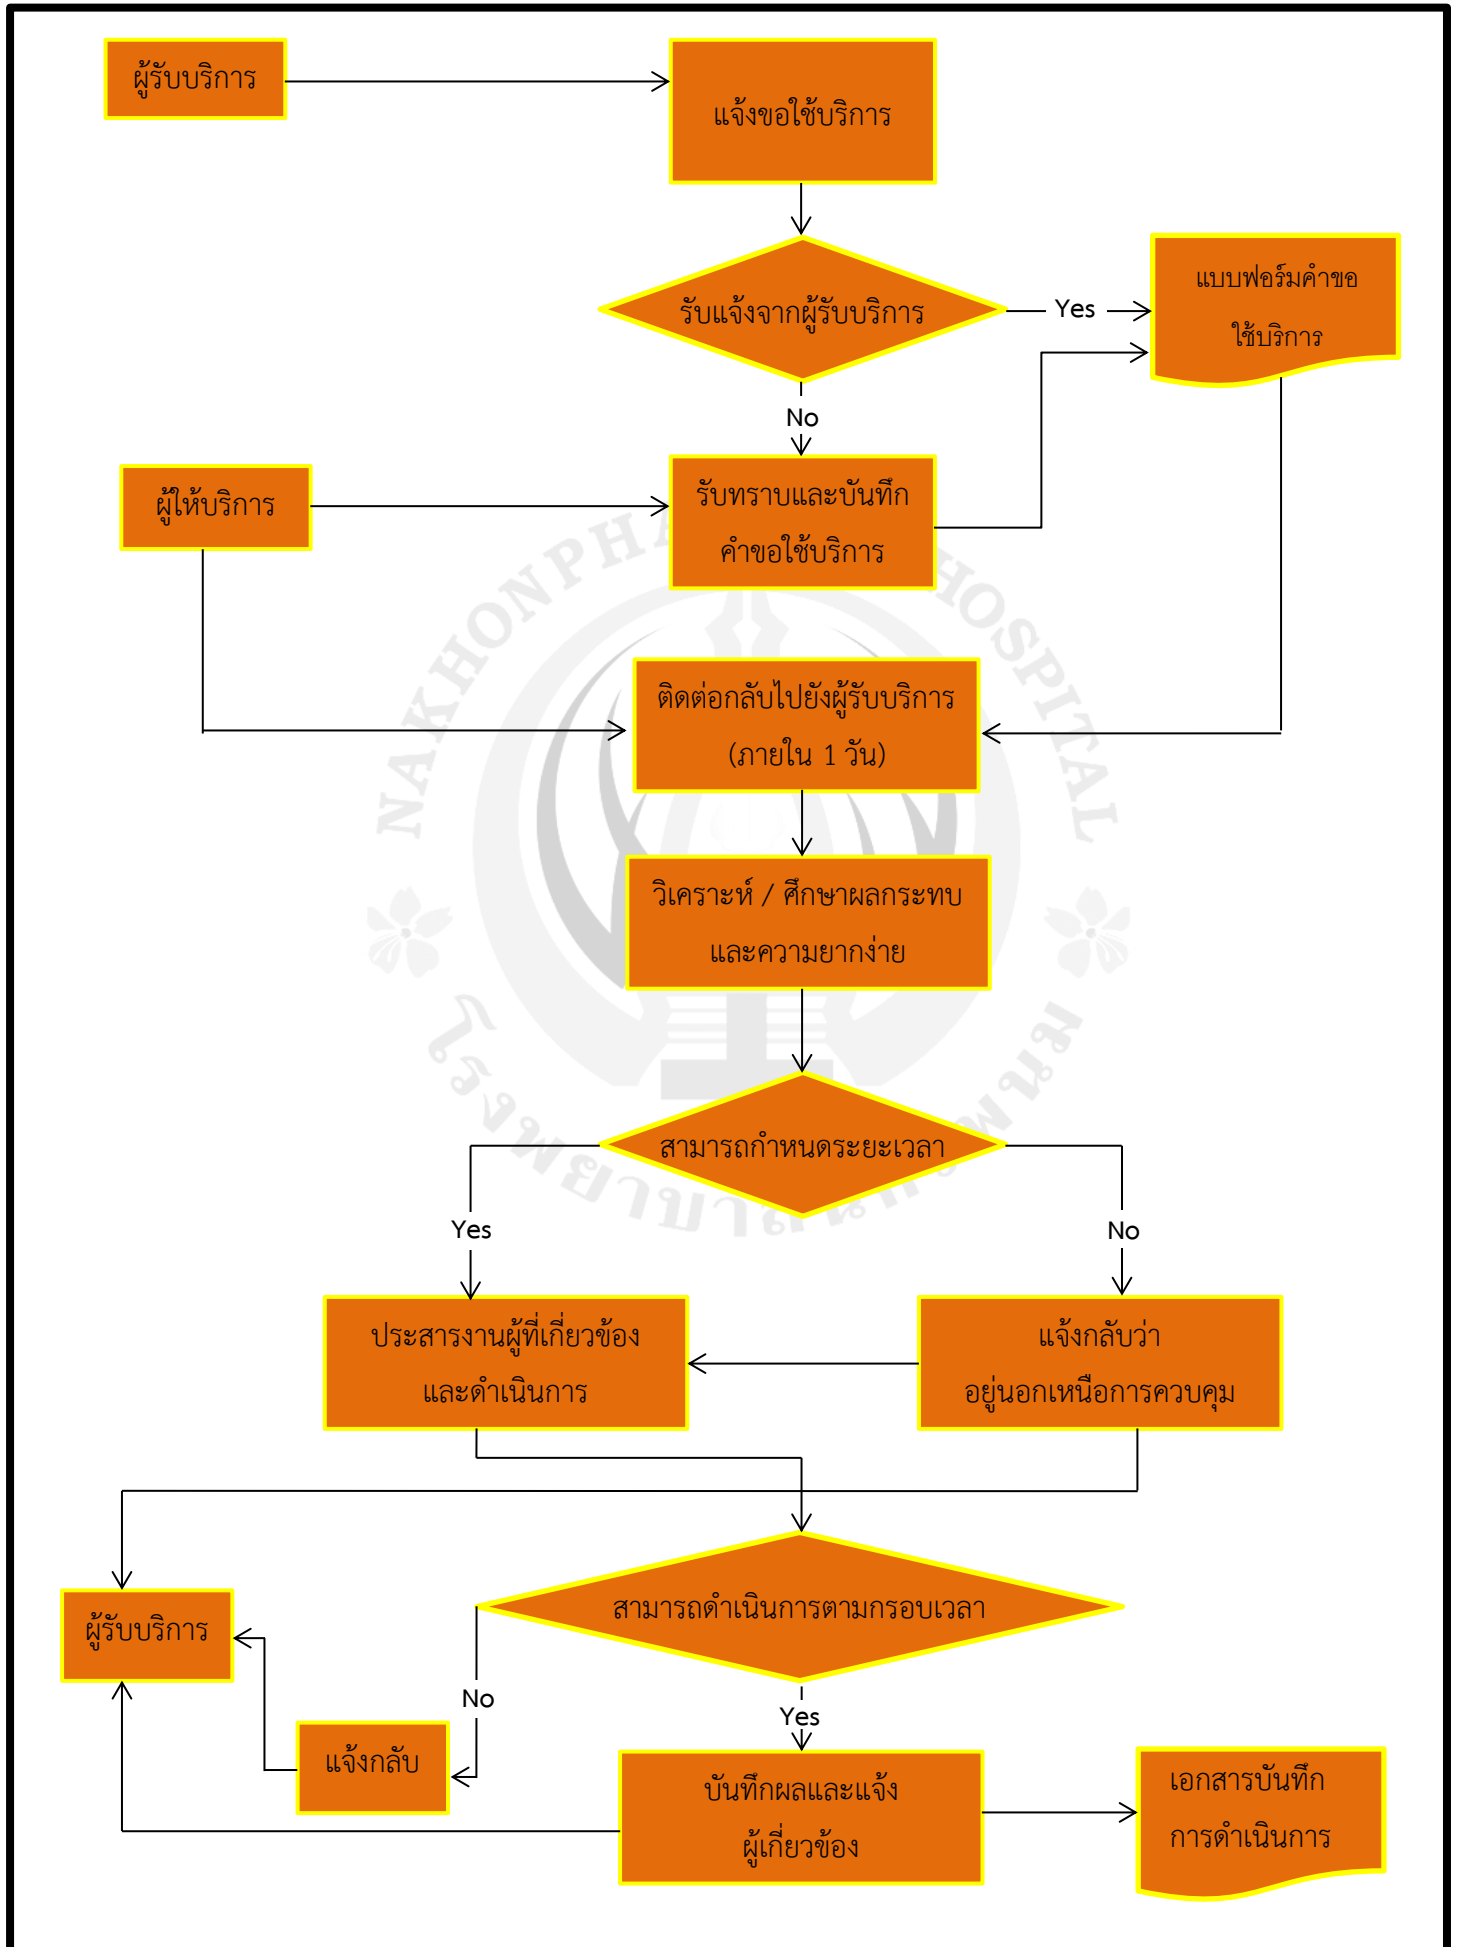 ผู้รับบริการ
แจ้งขอใช้บริการ
รับแจ้งจากผู้รับบริการ
Yes
แบบฟอร์มคำขอ
ใช้บริการ
No
ผู้ให้บริการ
รับทราบและบันทึก
คำขอใช้บริการ
ติดต่อกลับไปยังผู้รับบริการ
(ภายใน 1 วัน)
วิเคราะห์ / ศึกษาผลกระทบ
และความยากง่าย
สามารถกำหนดระยะเวลา
Yes
No
ประสารงานผู้ที่เกี่ยวข้อง
และดำเนินการ
แจ้งกลับว่า
อยู่นอกเหนือการควบคุม
สามารถดำเนินการตามกรอบเวลา
ผู้รับบริการ
No
Yes
แจ้งกลับ
บันทึกผลและแจ้ง
ผู้เกี่ยวข้อง
เอกสารบันทึก
การดำเนินการ
HOSPITAL